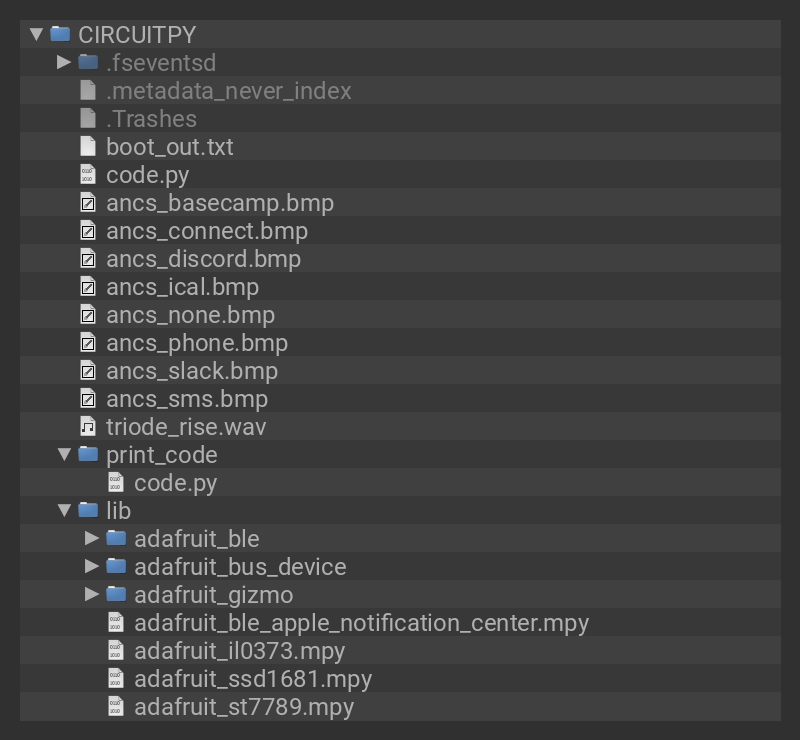 CIRCUITPY
.fseventsd
.metadata_never_index
.Trashes
boot_out.txt
code.py
ancs_basecamp.bmp
ancs_connect.bmp
ancs_discord.bmp
ancs_ical.bmp
ancs_none.bmp
ancs_phone.bmp
ancs_slack.bmp
ancs_sms.bmp
triode_rise.wav
print_code
code.py
lib
adafruit_ble
adafruit_bus_device
adafruit_gizmo
adafruit_ble_apple_notification_center.mpy
adafruit_il0373.mpy
adafruit_ssd1681.mpy
adafruit_st7789.mpy